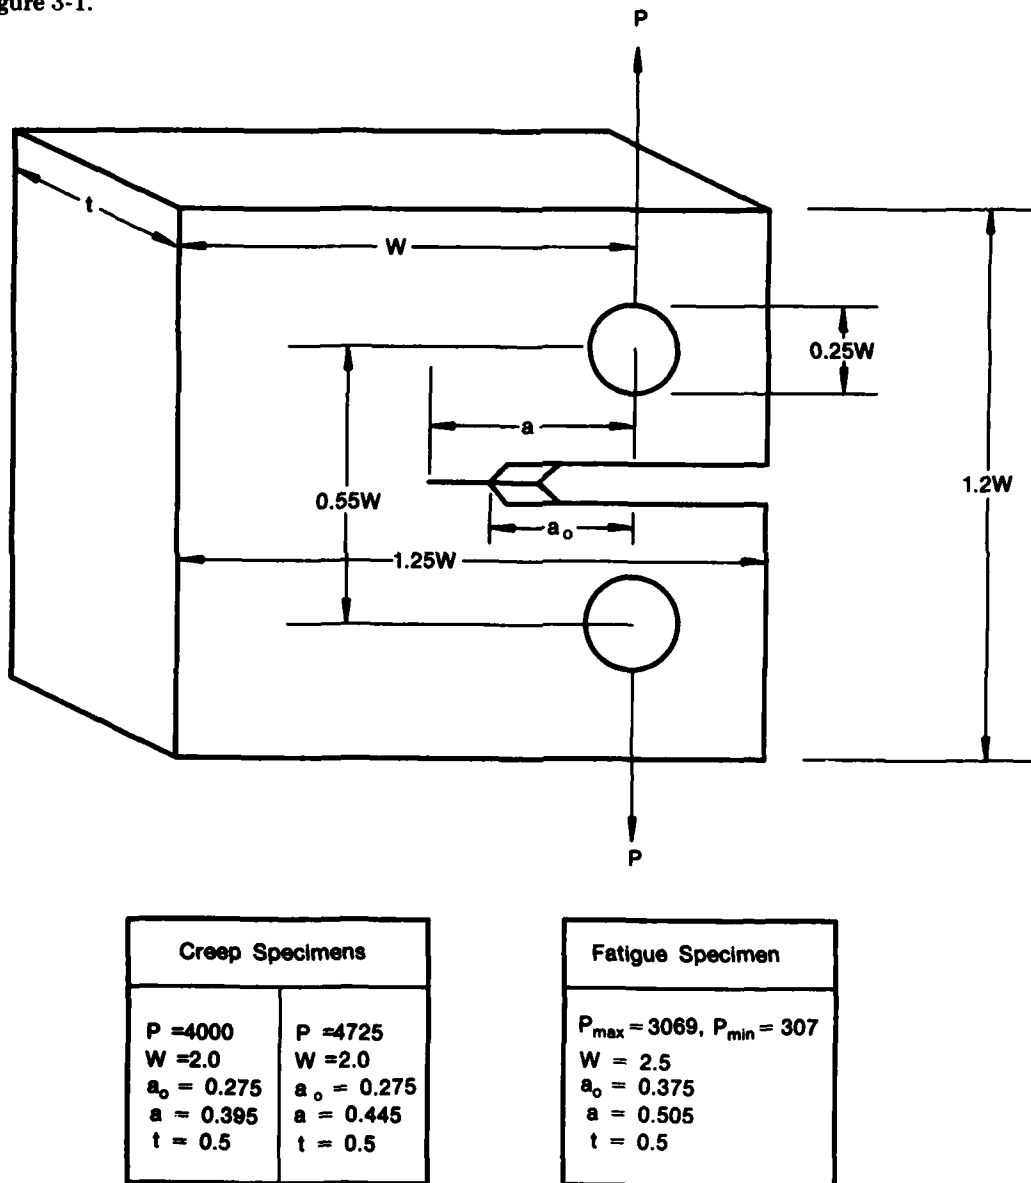 gure 3-1.
P
t
W
0.25W
a
0.55W
1.2W
a₀
1.25W
P
Creep Specimens
P =4000
W =2.0
a₀ = 0.275
a = 0.395
t = 0.5
P =4725
W =2.0
a₀ = 0.275
a = 0.445
t = 0.5
Fatigue Specimen
Pmax = 3069, Pmin = 307
W = 2.5
a₀ = 0.375
a = 0.505
t = 0.5